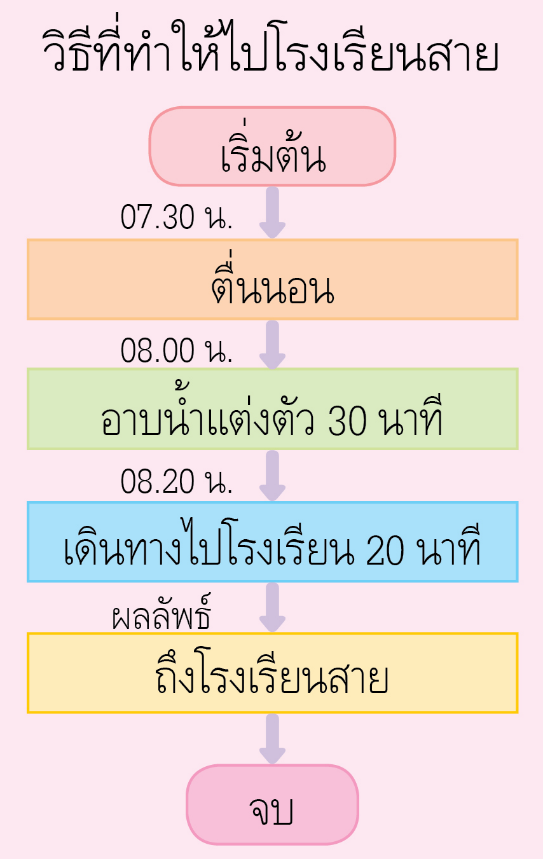 วิธีที่ทำให้ไปโรงเรียนสาย
เริ่มต้น
07.30 น.
ตื่นนอน
08.00 น.
อาบน้ำแต่งตัว 30 นาที
08.20 น.
เดินทางไปโรงเรียน 20 นาที
ผลลัพธ์
ถึงโรงเรียนสาย
จบ